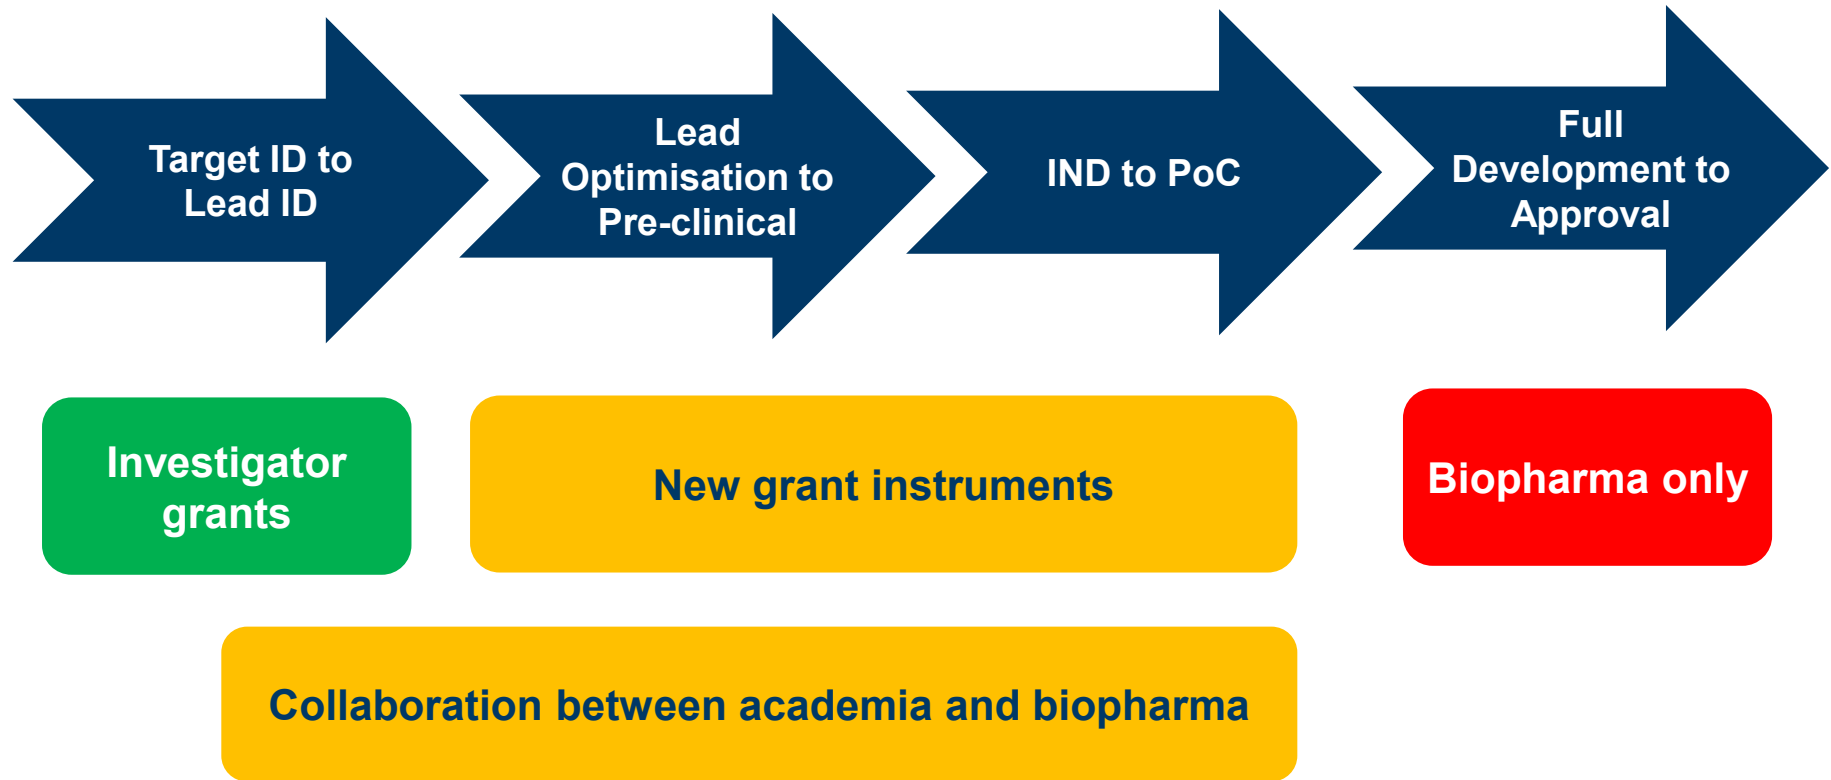 Target ID to
Lead ID
Lead
Optimisation to
Pre-clinical
IND to PoC
Full
Development to
Approval
Investigator
grants
New grant instruments
Biopharma only
Collaboration between academia and biopharma